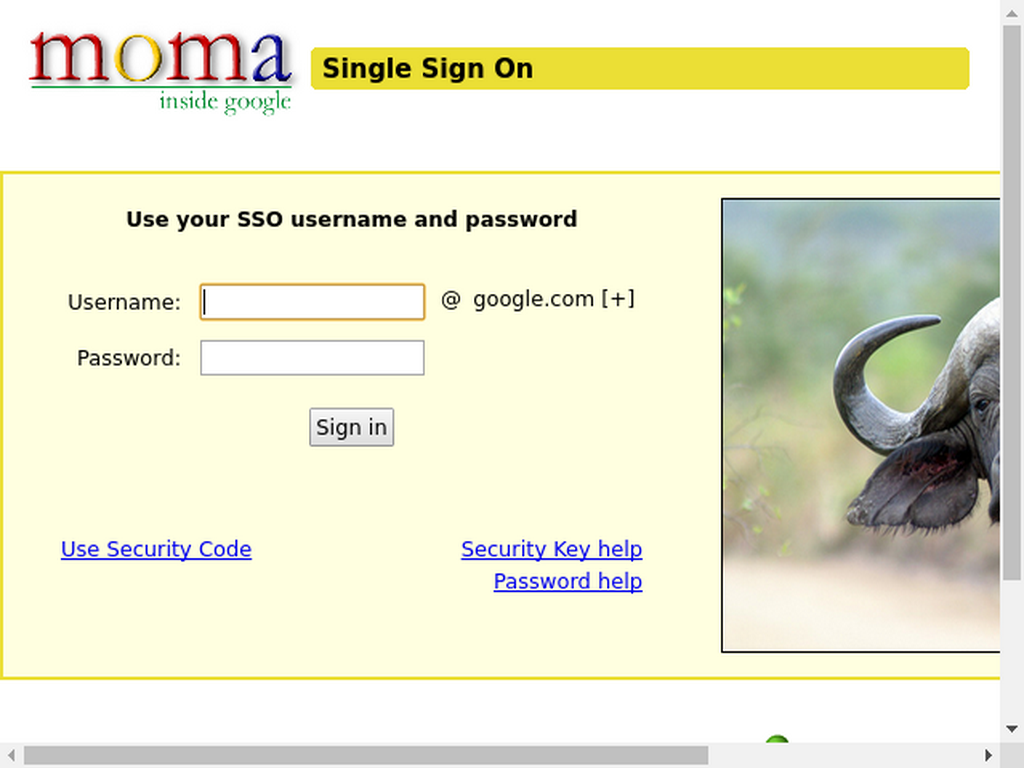 moma
inside google
Single Sign On
Use your SSO username and password
Username: @ google.com [+]
Password:
Sign in
Use Security Code Security Key help
Password help